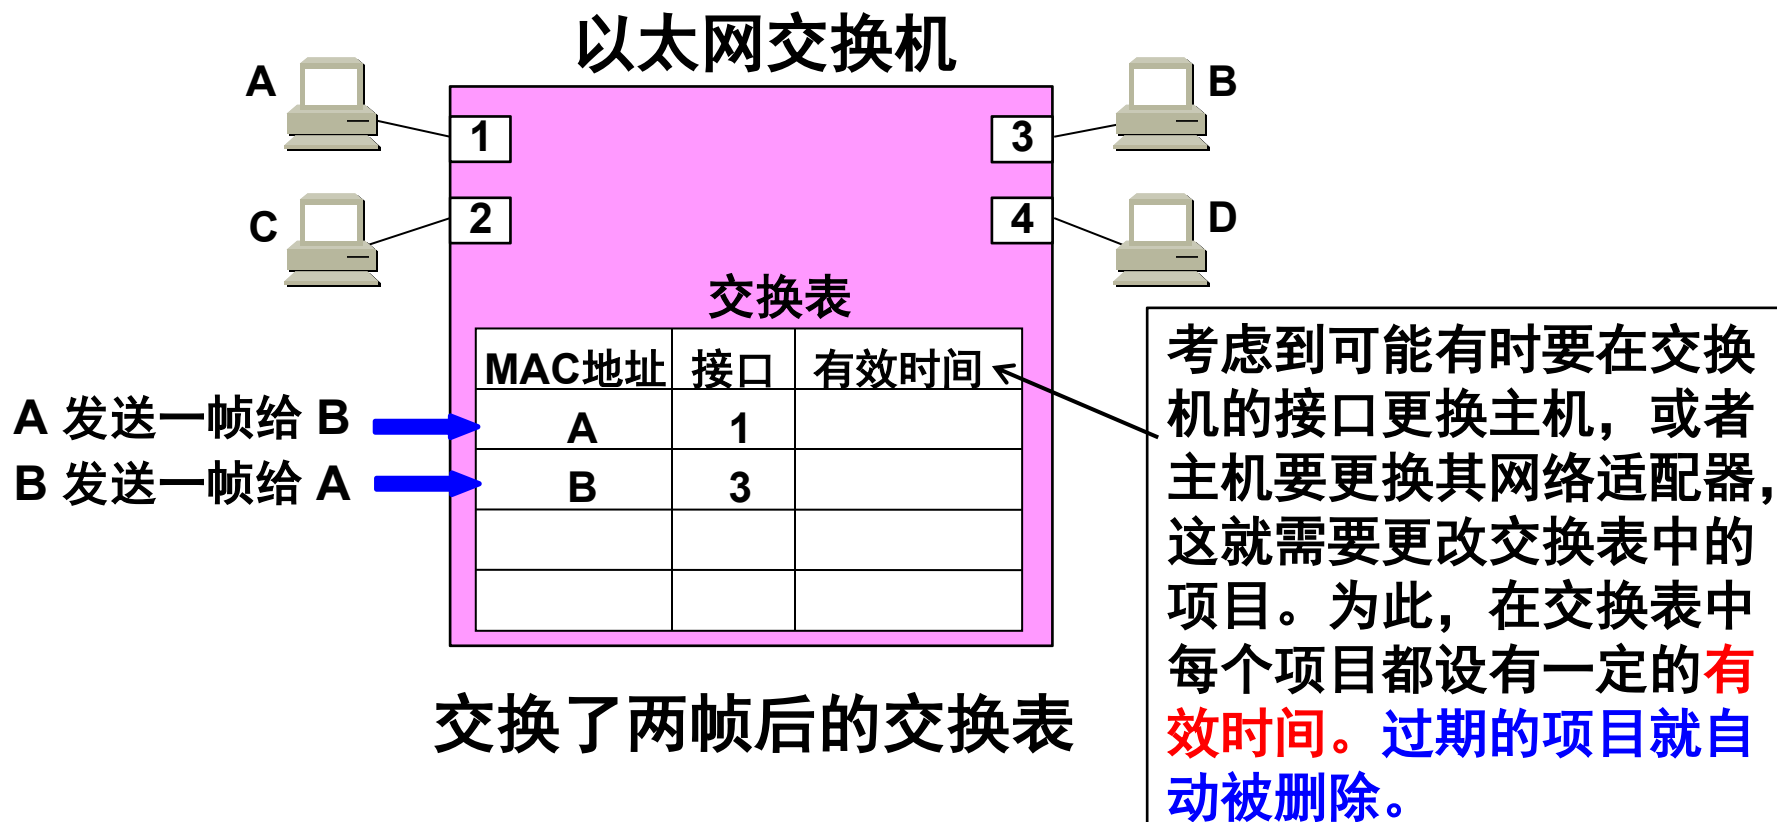 以太网交换机
A
B
1
3
C
2
4
D
交换表
MAC地址 接口 有效时间
A 发送一帧给 B
A 1
B 发送一帧给 A
B 3
交换了两帧后的交换表
考虑到可能有时要在交换
机的接口更换主机，或者
主机要更换其网络适配器，
这就需要更改交换表中的
项目。为此，在交换表中
每个项目都设有一定的有
效时间。过期的项目就自
动被删除。